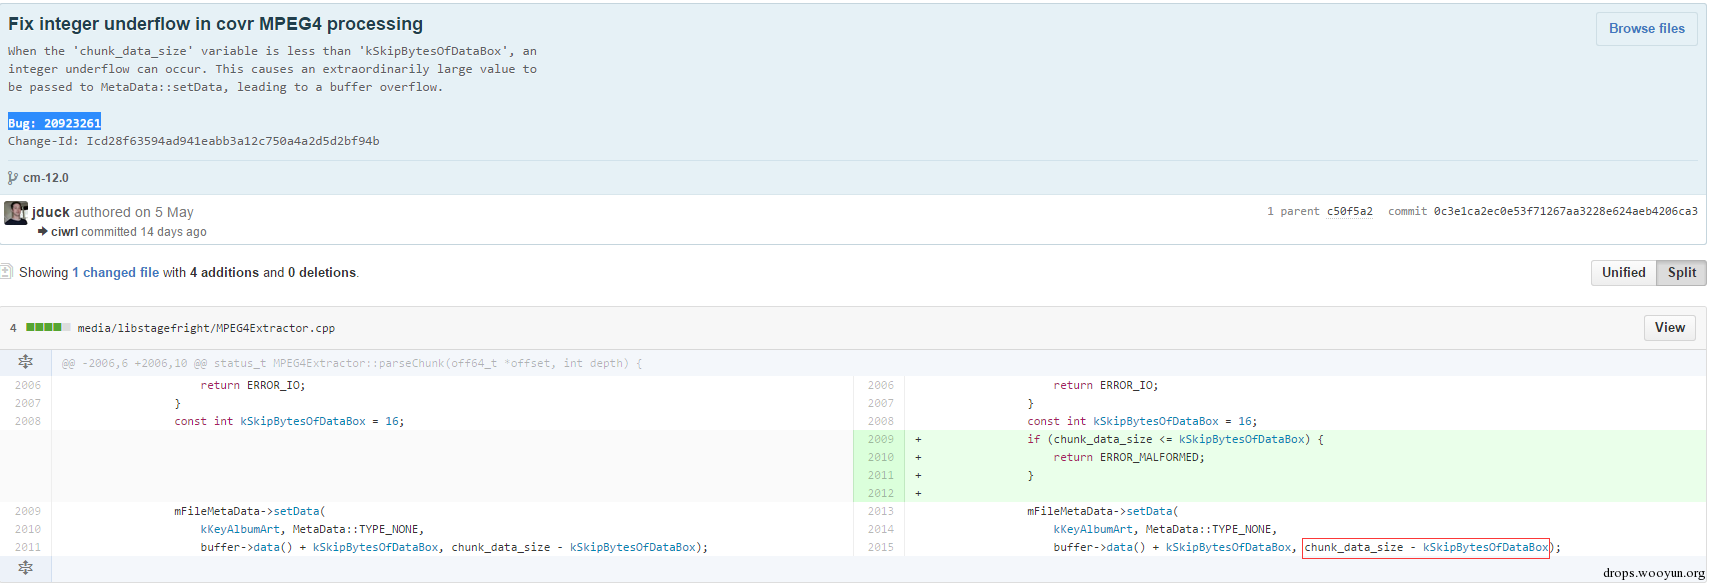 Fix integer underflow in covr MPEG4 processing
Browse files
When the 'chunk_data_size' variable is less than 'kSkipBytesOfDataBox', an
integer underflow can occur. This causes an extraordinarily large value to
be passed to MetaData::setData, leading to a buffer overflow.
Bug: 20923261
Change-Id: Icd28f63594ad941eabb3a12c750a4a2d5d2bf94b
cm-12.0
jduck authored on 5 May
1 parent c50f5a2 commit 0c3e1ca2ec0e53f71267aa3228e624aeb4206ca3
ciwrl committed 14 days ago
Showing 1 changed file with 4 additions and 0 deletions.
Unified Split
4 media/libstagefright/MPEG4Extractor.cpp
View
@@ -2006,6 +2006,10 @@ status_t MPEG4Extractor::parseChunk(off64_t *offset, int depth) {
2006 return ERROR_IO; 2006 return ERROR_IO;
2007 } 2007 }
2008 const int kSkipBytesOfDataBox = 16; 2008 const int kSkipBytesOfDataBox = 16;
2009 + if (chunk_data_size <= kSkipBytesOfDataBox) {
2010 + return ERROR_MALFORMED;
2011 + }
2012 +
2009 mFileMetaData->setData( 2013 mFileMetaData->setData(
2010 kKeyAlbumArt, MetaData::TYPE_NONE, 2014 kKeyAlbumArt, MetaData::TYPE_NONE,
2011 buffer->data() + kSkipBytesOfDataBox, chunk_data_size - kSkipBytesOfDataBox); 2015 buffer->data() + kSkipBytesOfDataBox, chunk_data_size - kSkipBytesOfDataBox);
drops.wooyun.org